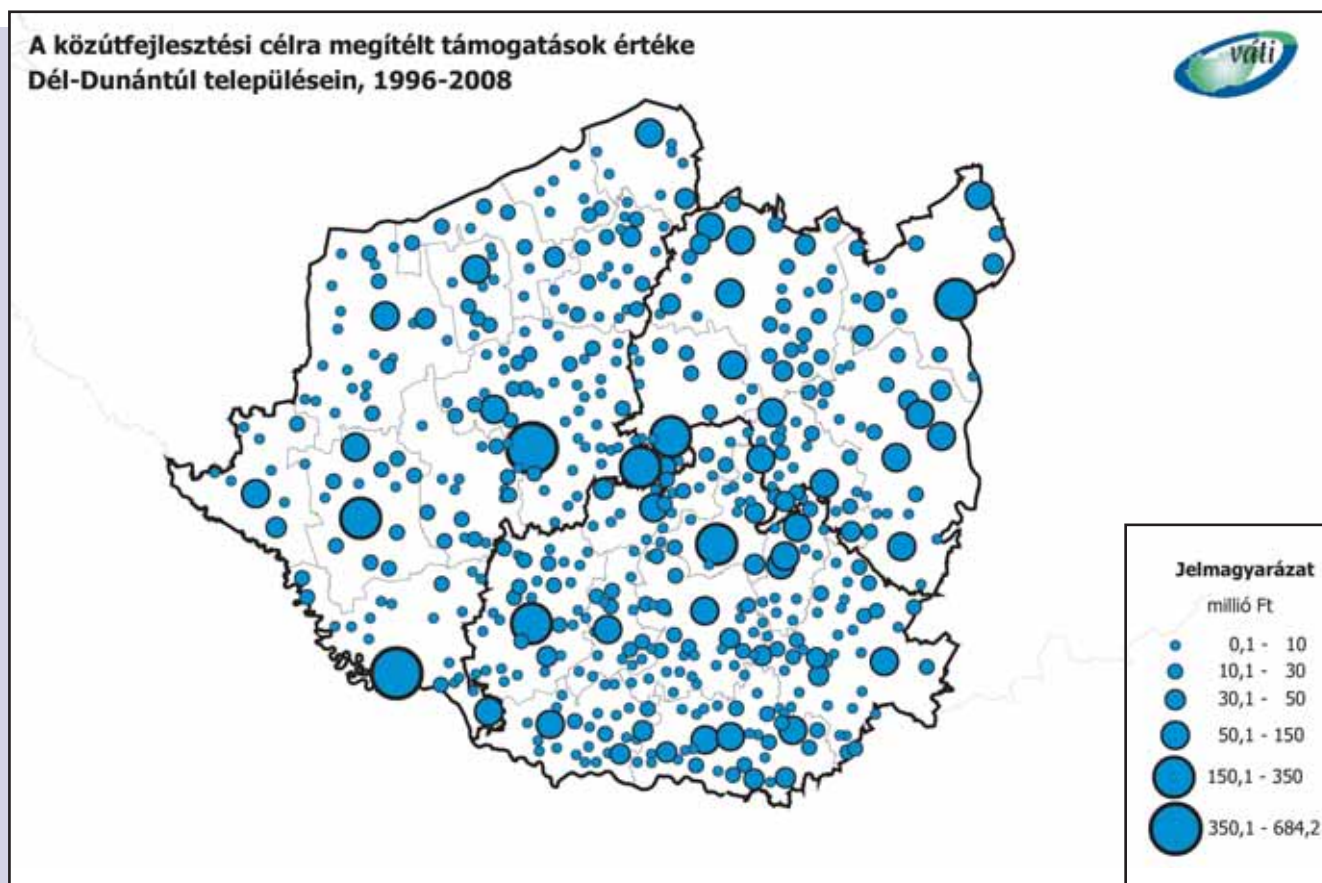 A közútfejlesztési célra megítélt támogatások értéke
Dél-Dunántúl településein, 1996-2008
váti
Jelmagyarázat
millió Ft
0,1 - 10
10,1 - 30
30,1 - 50
50,1 - 150
150,1 - 350
350,1 - 684,2